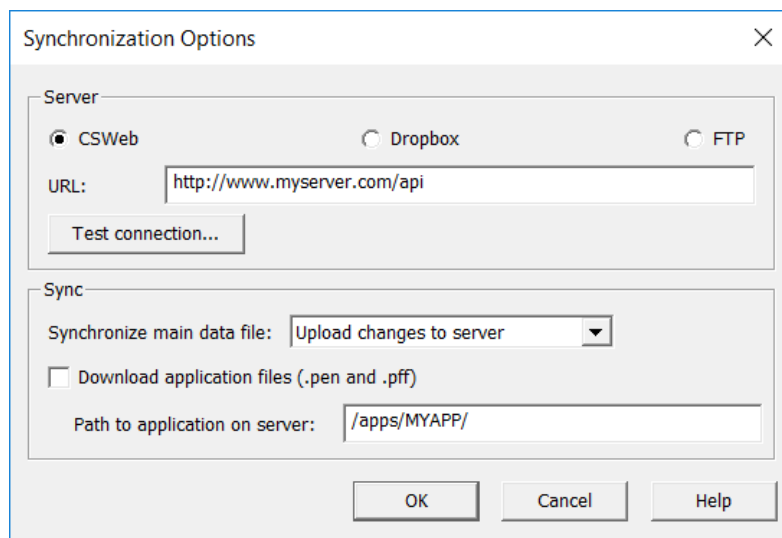 Synchronization Options
Server
CSWeb Dropbox FTP
URL: http://www.myserver.com/api
Test connection...
Sync
Synchronize main data file: Upload changes to server
Download application files (.pen and .pff)
Path to application on server: /apps/MYAPP/
OK Cancel Help